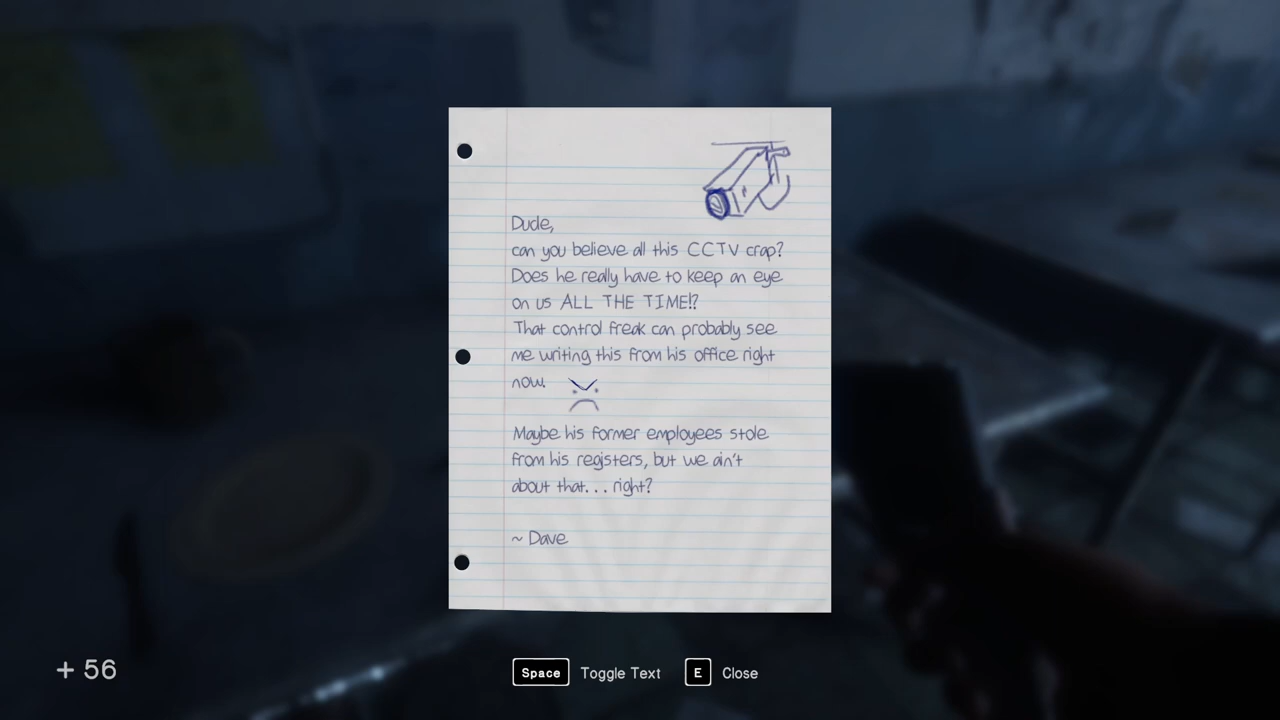 Dude,
can you believe all this CCTV crap?
Does he really have to keep an eye
on us ALL THE TIME!?
That control freak can probably see
me writing this from his office right
now.
Maybe his former employees stole
from his registers, but we ain't
about that... right?
~ Dave
+ 56
Space Toggle Text E Close